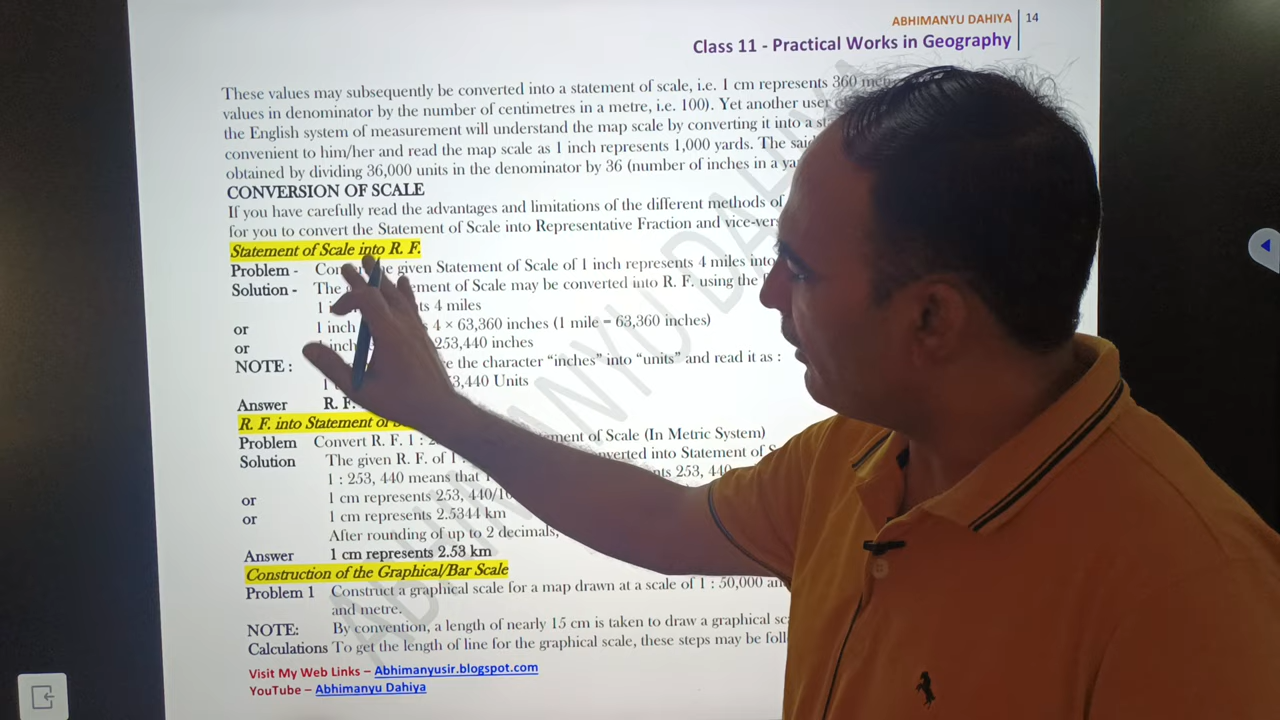 ABHIMANYU DAHIYA 14
Class 11 - Practical Works in Geography
These values may subsequently be converted into a statement of scale, i.e. 1 cm represents 360
values in denominator by the number of centimetres in a metre, i.e. 100). Yet another user
the English system of measurement will understand the map scale by converting it into a
convenient to him/her and read the map scale as 1 inch represents 1,000 yards. The
obtained by dividing 36,000 units in the denominator by 36 (number of inches in a
CONVERSION OF SCALE
If you have carefully read the advantages and limitations of the different methods of
for you to convert the Statement of Scale into Representative Fraction and
Statement of Scale into R. F.
Problem - given Statement of Scale of 1 inch represents 4 miles into
Solution - The of Scale may be converted into R. F. using the
1 4 miles
or 1 inch 4 × 63,360 inches (1 mile = 63,360 inches)
or 253,440 inches
NOTE : the character “inches” into “units” and read it as :
1 Units
Answer R. F.
R. F. into Statement of
Problem Convert R. F. 1 : of Scale (In Metric System)
Solution The given R. F. of into Statement of
1 : 253, 440 means that 253, 440
or 1 cm represents 253,
or 1 cm represents 2.5344 km
After rounding of up to 2 decimals,
Answer 1 cm represents 2.53 km
Construction of the Graphical/Bar Scale
Problem 1 Construct a graphical scale for a map drawn at a scale of 1 : 50,000
and metre.
NOTE: By convention, a length of nearly 15 cm is taken to draw a graphical
Calculations To get the length of line for the graphical scale, these steps may be
Visit My Web Links – Abhimanyusir.blogspot.com
YouTube – Abhimanyu Dahiya
ABHIMANYU DAHIYA